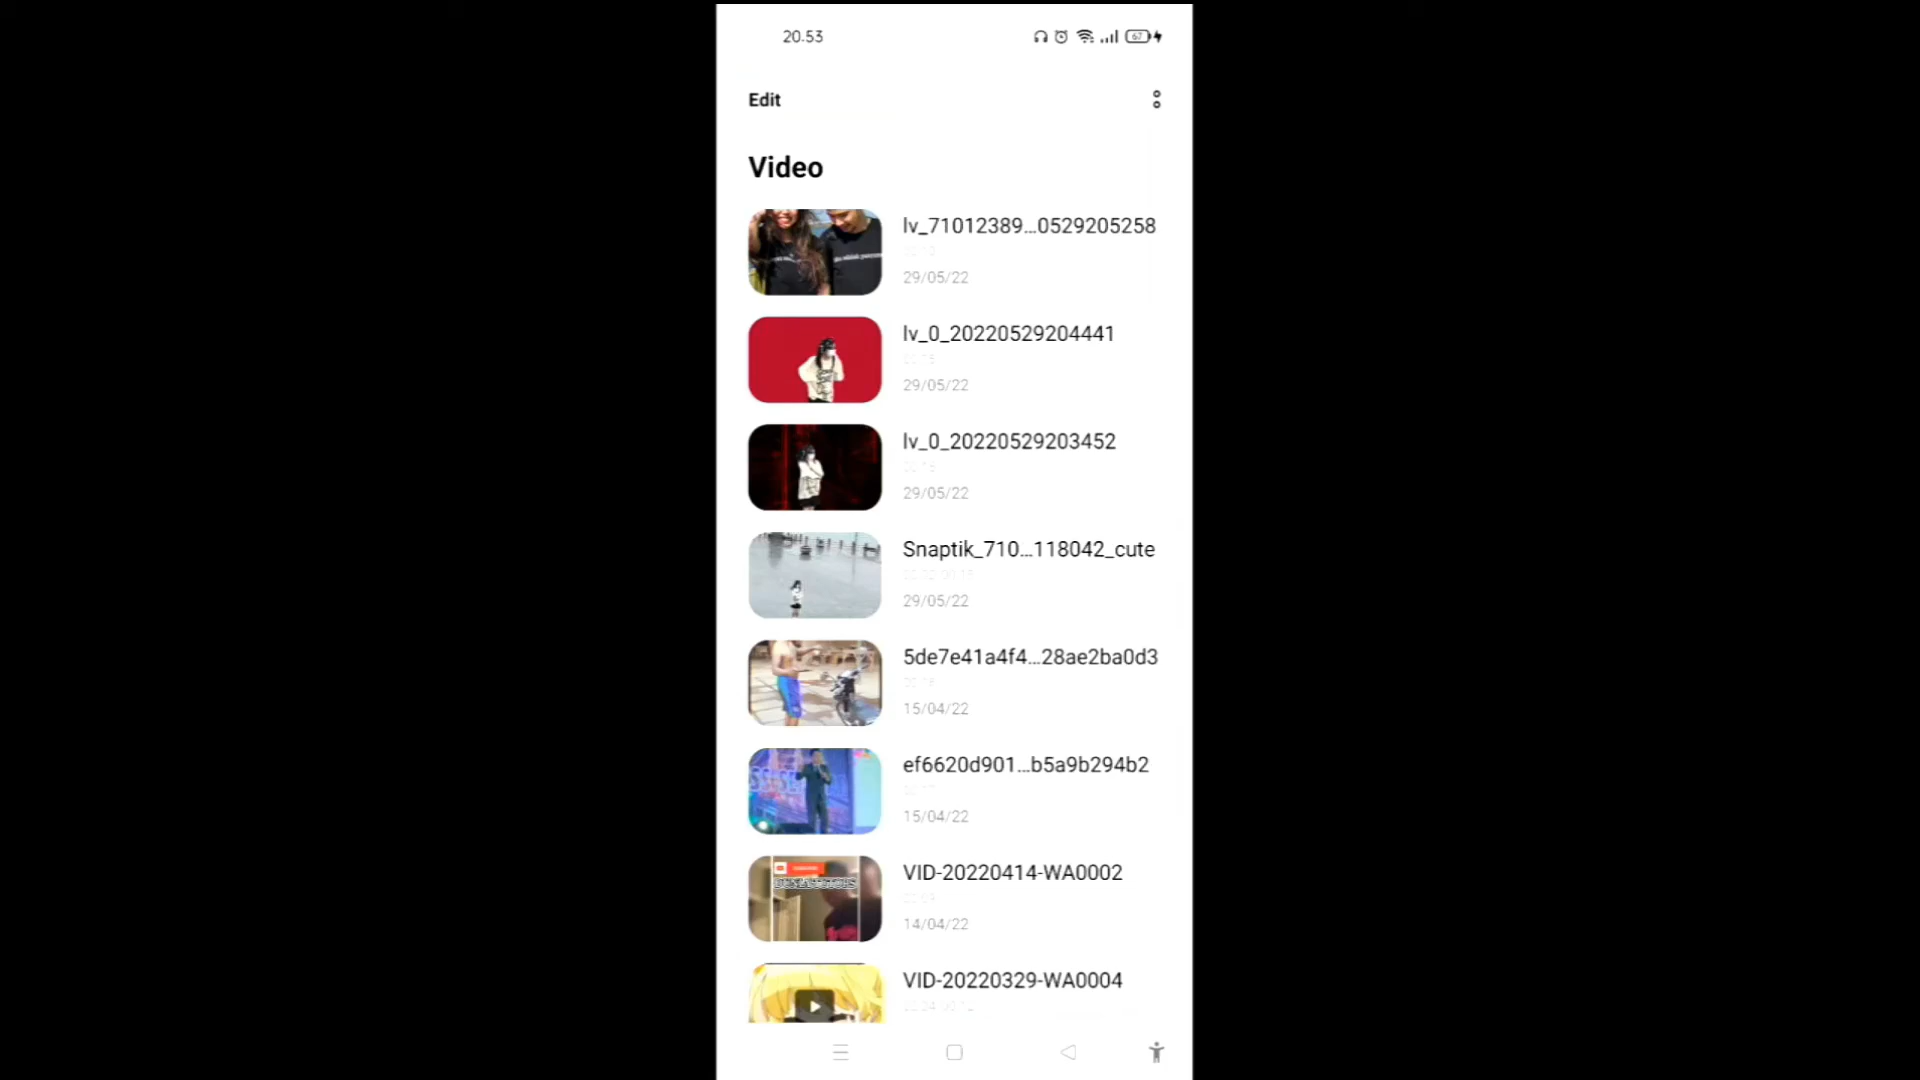 20.53
67
Edit
Video
lv_71012389...0529205258
29/05/22
lv_0_20220529204441
29/05/22
lv_0_20220529203452
29/05/22
Snaptik_710...118042_cute
29/05/22
5de7e41a4f4...28ae2ba0d3
15/04/22
ef6620d901...b5a9b294b2
15/04/22
VID-20220414-WA0002
14/04/22
VID-20220329-WA0004